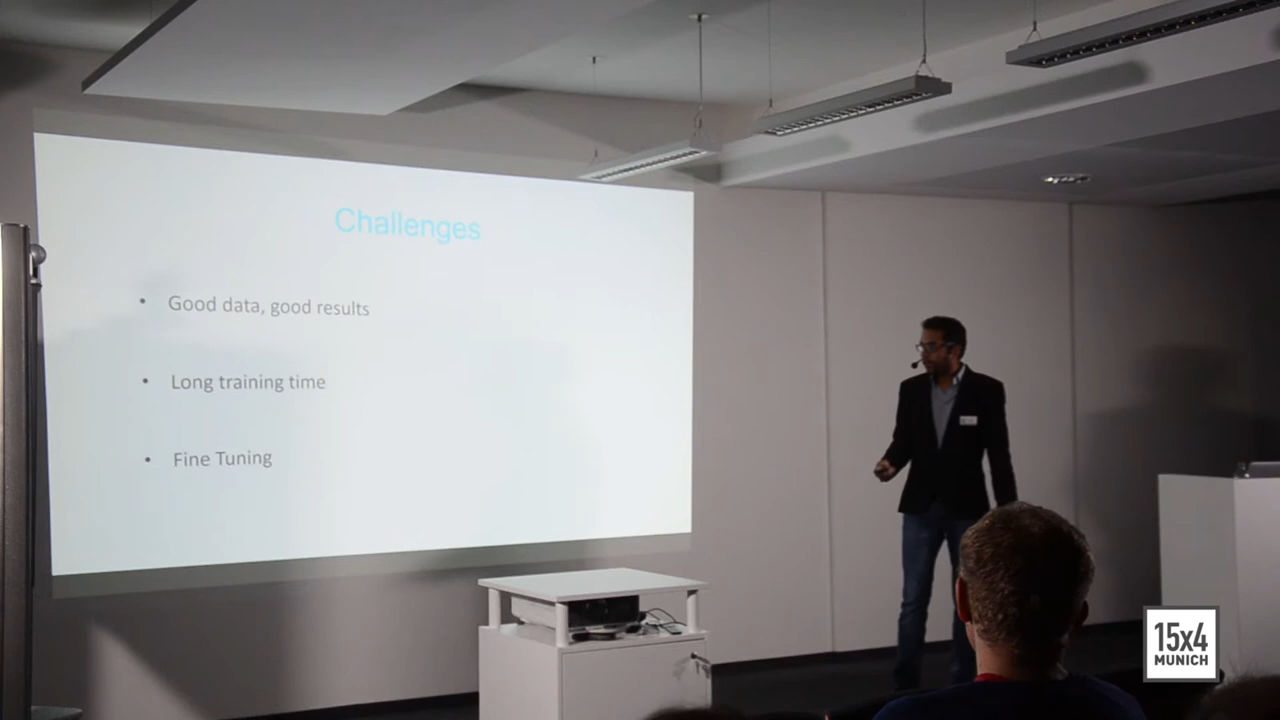 Challenges
• Good data, good results
• Long training time
• Fine Tuning
15x4
MUNICH